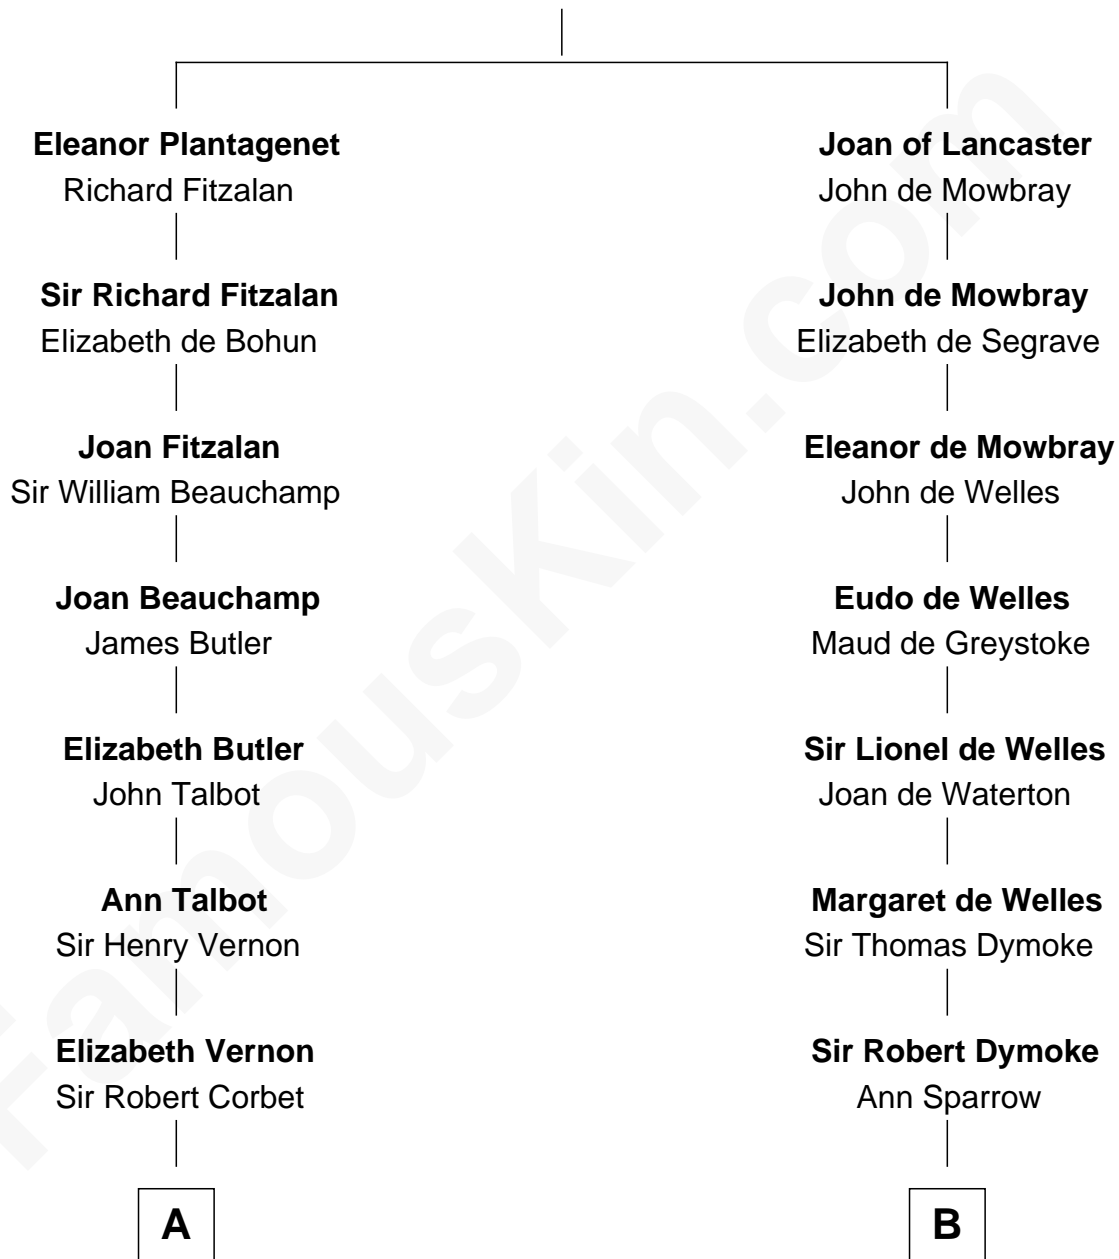 Eleanor Plantagenet
Richard Fitzalan
Sir Richard Fitzalan
Elizabeth de Bohun
Joan Fitzalan
Sir William Beauchamp
Joan Beauchamp
James Butler
Elizabeth Butler
John Talbot
Ann Talbot
Sir Henry Vernon
Elizabeth Vernon
Sir Robert Corbet
A
Joan of Lancaster
John de Mowbray
John de Mowbray
Elizabeth de Segrave
Eleanor de Mowbray
John de Welles
Eudo de Welles
Maud de Greystoke
Sir Lionel de Welles
Joan de Waterton
Margaret de Welles
Sir Thomas Dymoke
Sir Robert Dymoke
Ann Sparrow
B
FamousKin.com